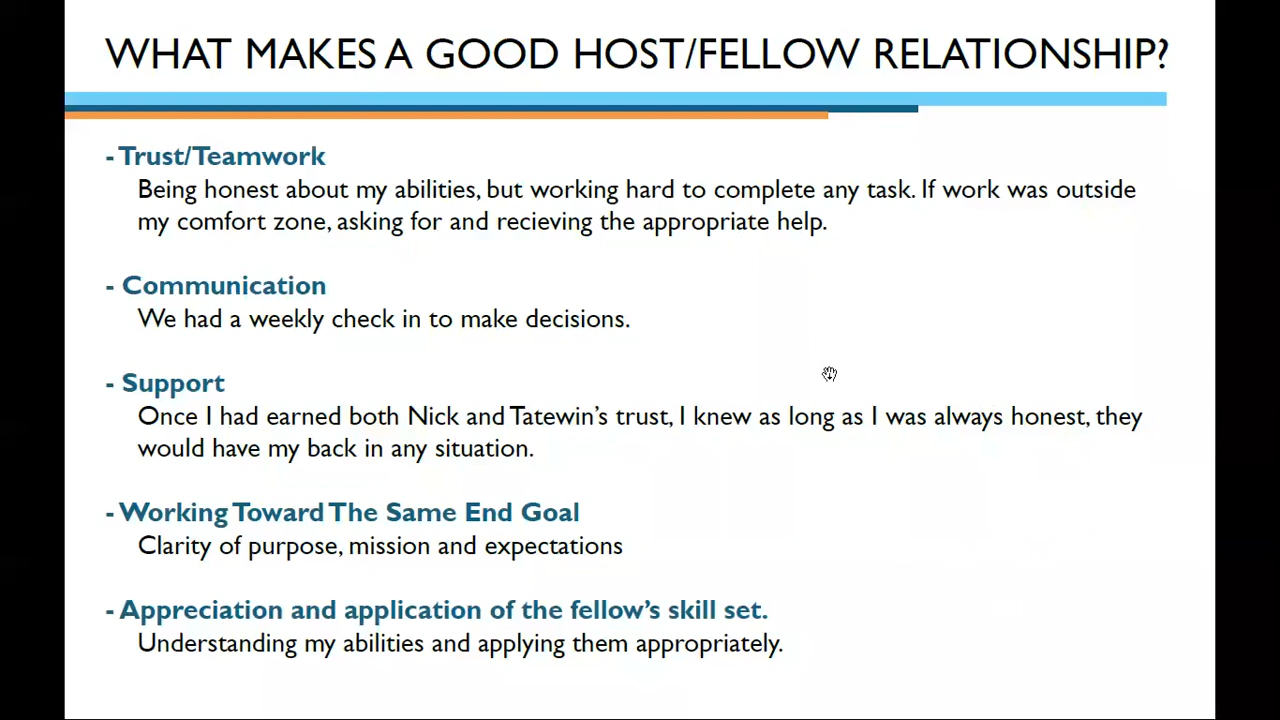 WHAT MAKES A GOOD HOST/FELLOW RELATIONSHIP?
- Trust/Teamwork
Being honest about my abilities, but working hard to complete any task. If work was outside
my comfort zone, asking for and recieving the appropriate help.
- Communication
We had a weekly check in to make decisions.
- Support
Once I had earned both Nick and Tatewin’s trust, I knew as long as I was always honest, they
would have my back in any situation.
- Working Toward The Same End Goal
Clarity of purpose, mission and expectations
- Appreciation and application of the fellow’s skill set.
Understanding my abilities and applying them appropriately.